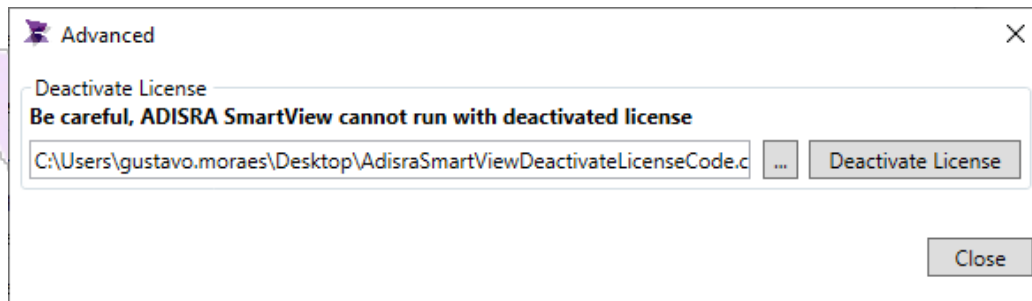 Advanced
Deactivate License
Be careful, ADISRA SmartView cannot run with deactivated license
C:\Users\gustavo.moraes\Desktop\AdisraSmartViewDeactivateLicenseCode.c ... Deactivate License
Close